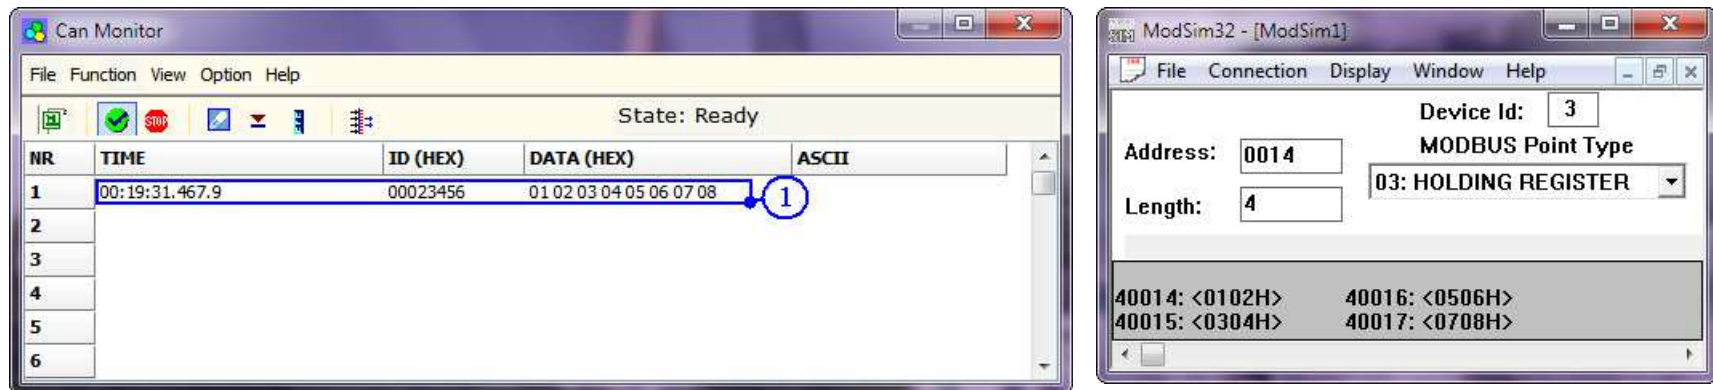 Can Monitor
File Function View Option Help
STOP
State: Ready
NR TIME ID (HEX) DATA (HEX) ASCII
1 00:19:31.467.9 00023456 01 02 03 04 05 06 07 08 1
2
3
4
5
6
ModSim32 - [ModSim1]
File Connection Display Window Help
Device Id: 3
Address: 0014
MODBUS Point Type
03: HOLDING REGISTER
Length: 4
40014: <0102H> 40016: <0506H>
40015: <0304H> 40017: <0708H>